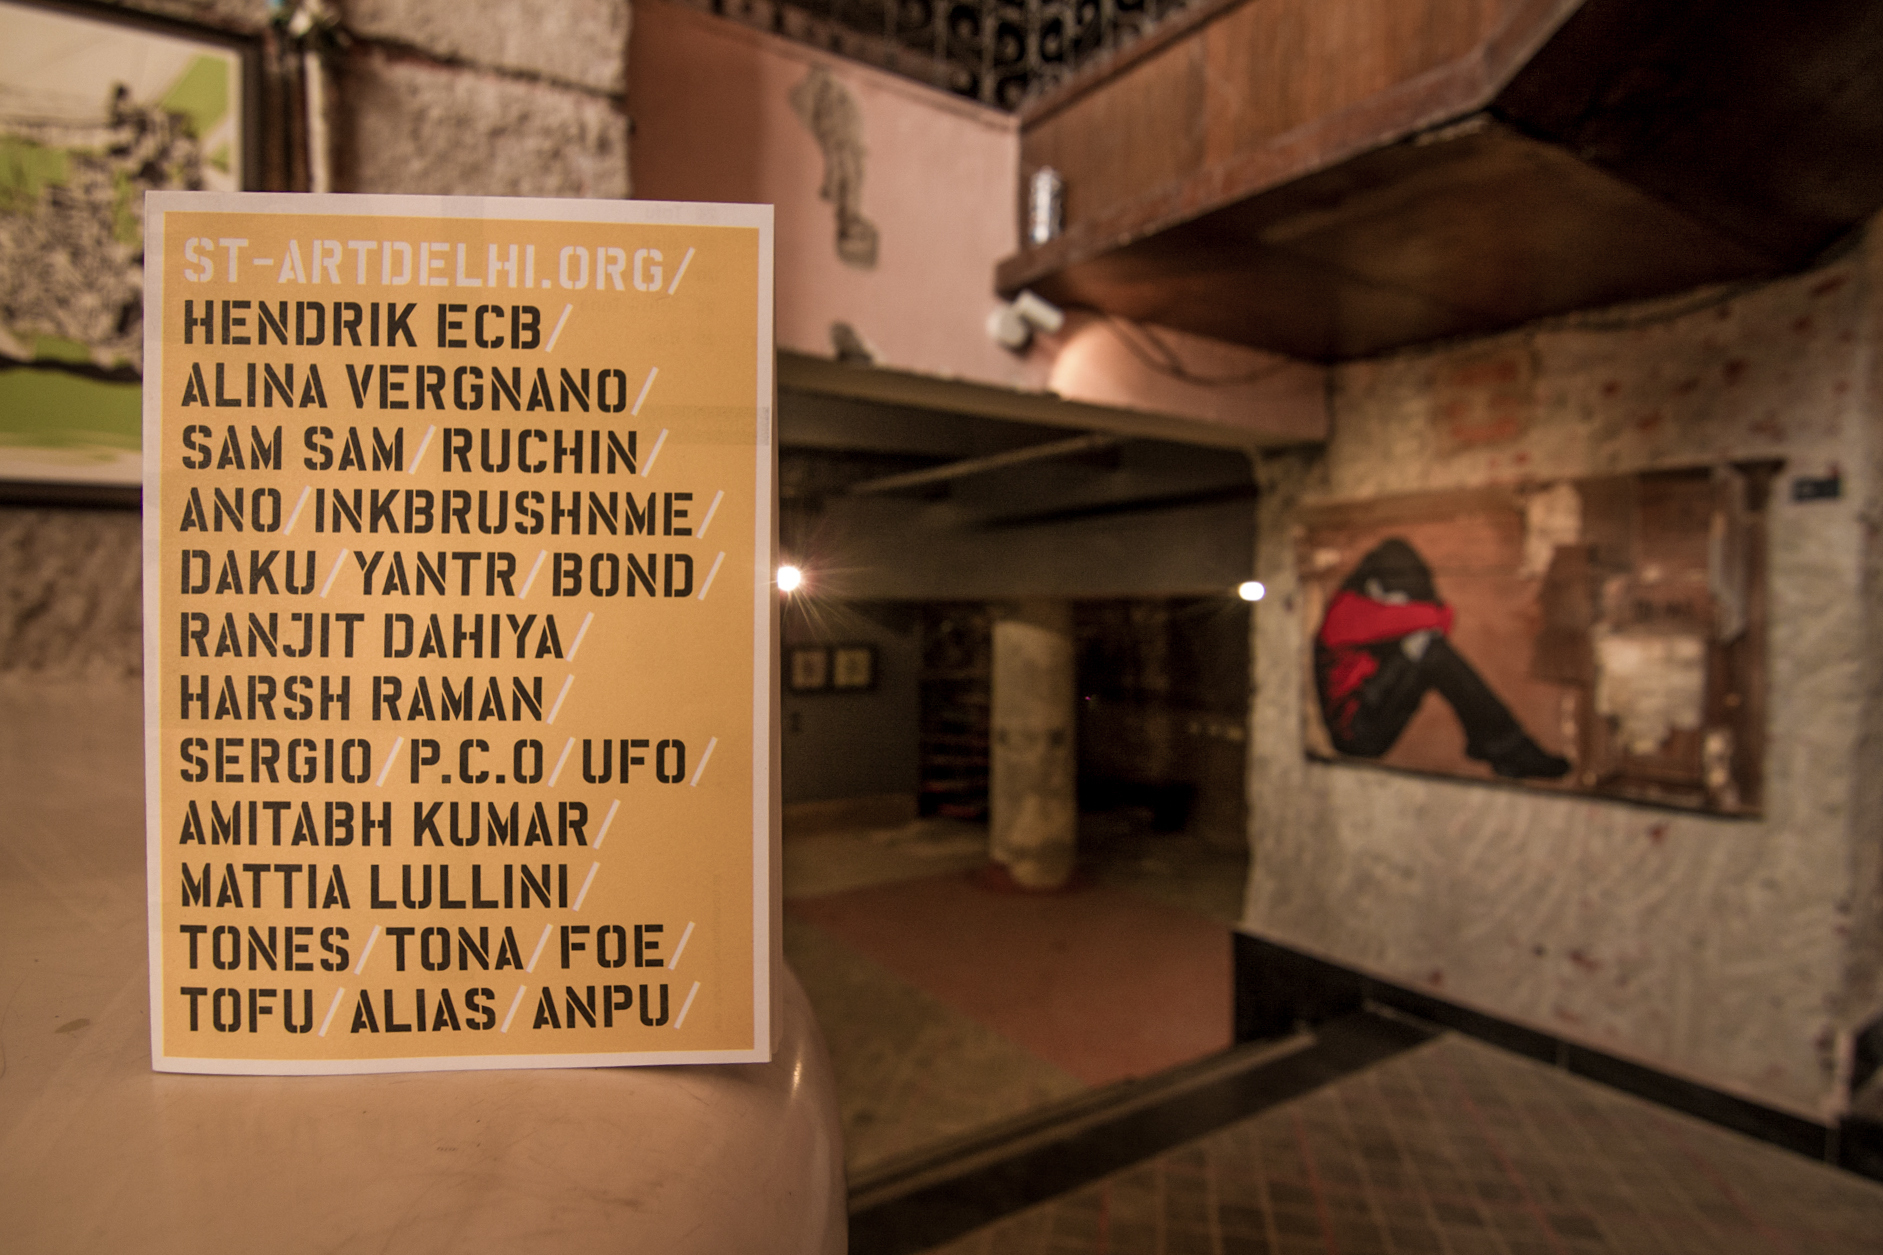 ST-ARTDELHI.ORG/
HENDRIK ECB/
ALINA VERGNANO/
SAM SAM/RUCHIN/
ANO/INKBRUSHNME/
DAKU/YANTR/BOND/
RANJIT DAHIYA/
HARSH RAMAN/
SERGIO/P.C.O/UFO/
AMITABH KUMAR/
MATTIA LULLINI/
TONES/TONA/FOE/
TOFU/ALIAS/ANPU/